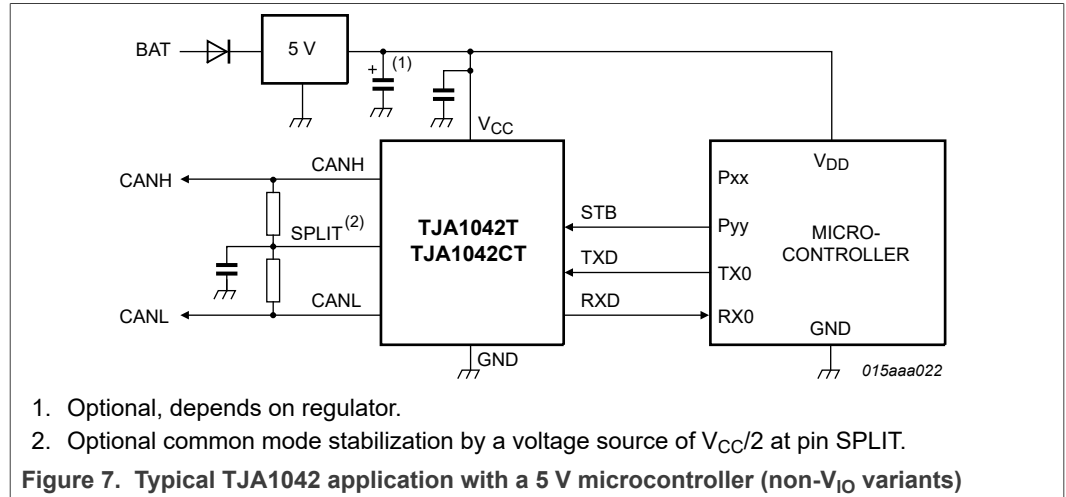 BAT
5 V
+
(1)
VCC
CANH
CANH
SPLIT(2)
CANL
CANL
TJA1042T
TJA1042CT
GND
STB
TXD
RXD
VDD
Pxx
Pyy
MICRO-
CONTROLLER
TX0
RX0
GND
015aaa022
1. Optional, depends on regulator.
2. Optional common mode stabilization by a voltage source of VCC/2 at pin SPLIT.
Figure 7. Typical TJA1042 application with a 5 V microcontroller (non-VIO variants)